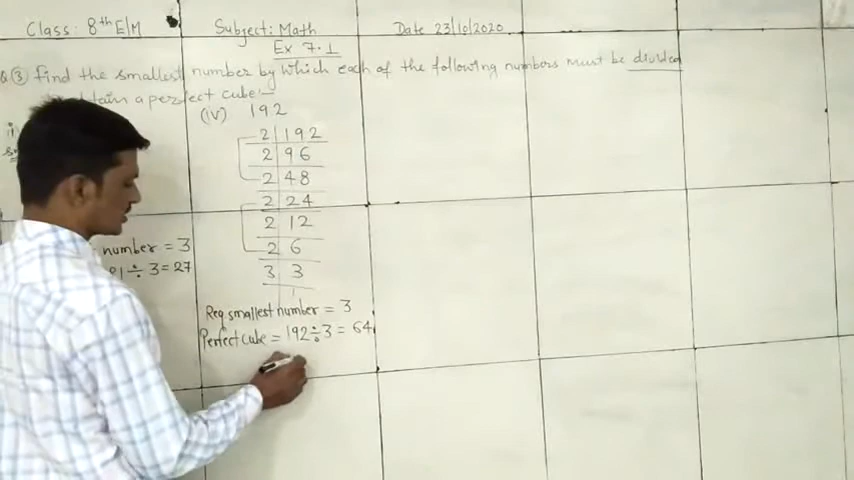 Class: 8th E/M Subject: Math Date 23/10/2020
Ex 7.1
Q③ Find the smallest number by which each of the following numbers must be divided
obtain a perfect cube.
(iv) 192
2 | 192
2 | 96
2 | 48
2 | 24
2 | 12
2 | 6
3 | 3
1
number = 3
81 ÷ 3 = 27
Req. smallest number = 3
Perfect cube = 192 ÷ 3 = 64